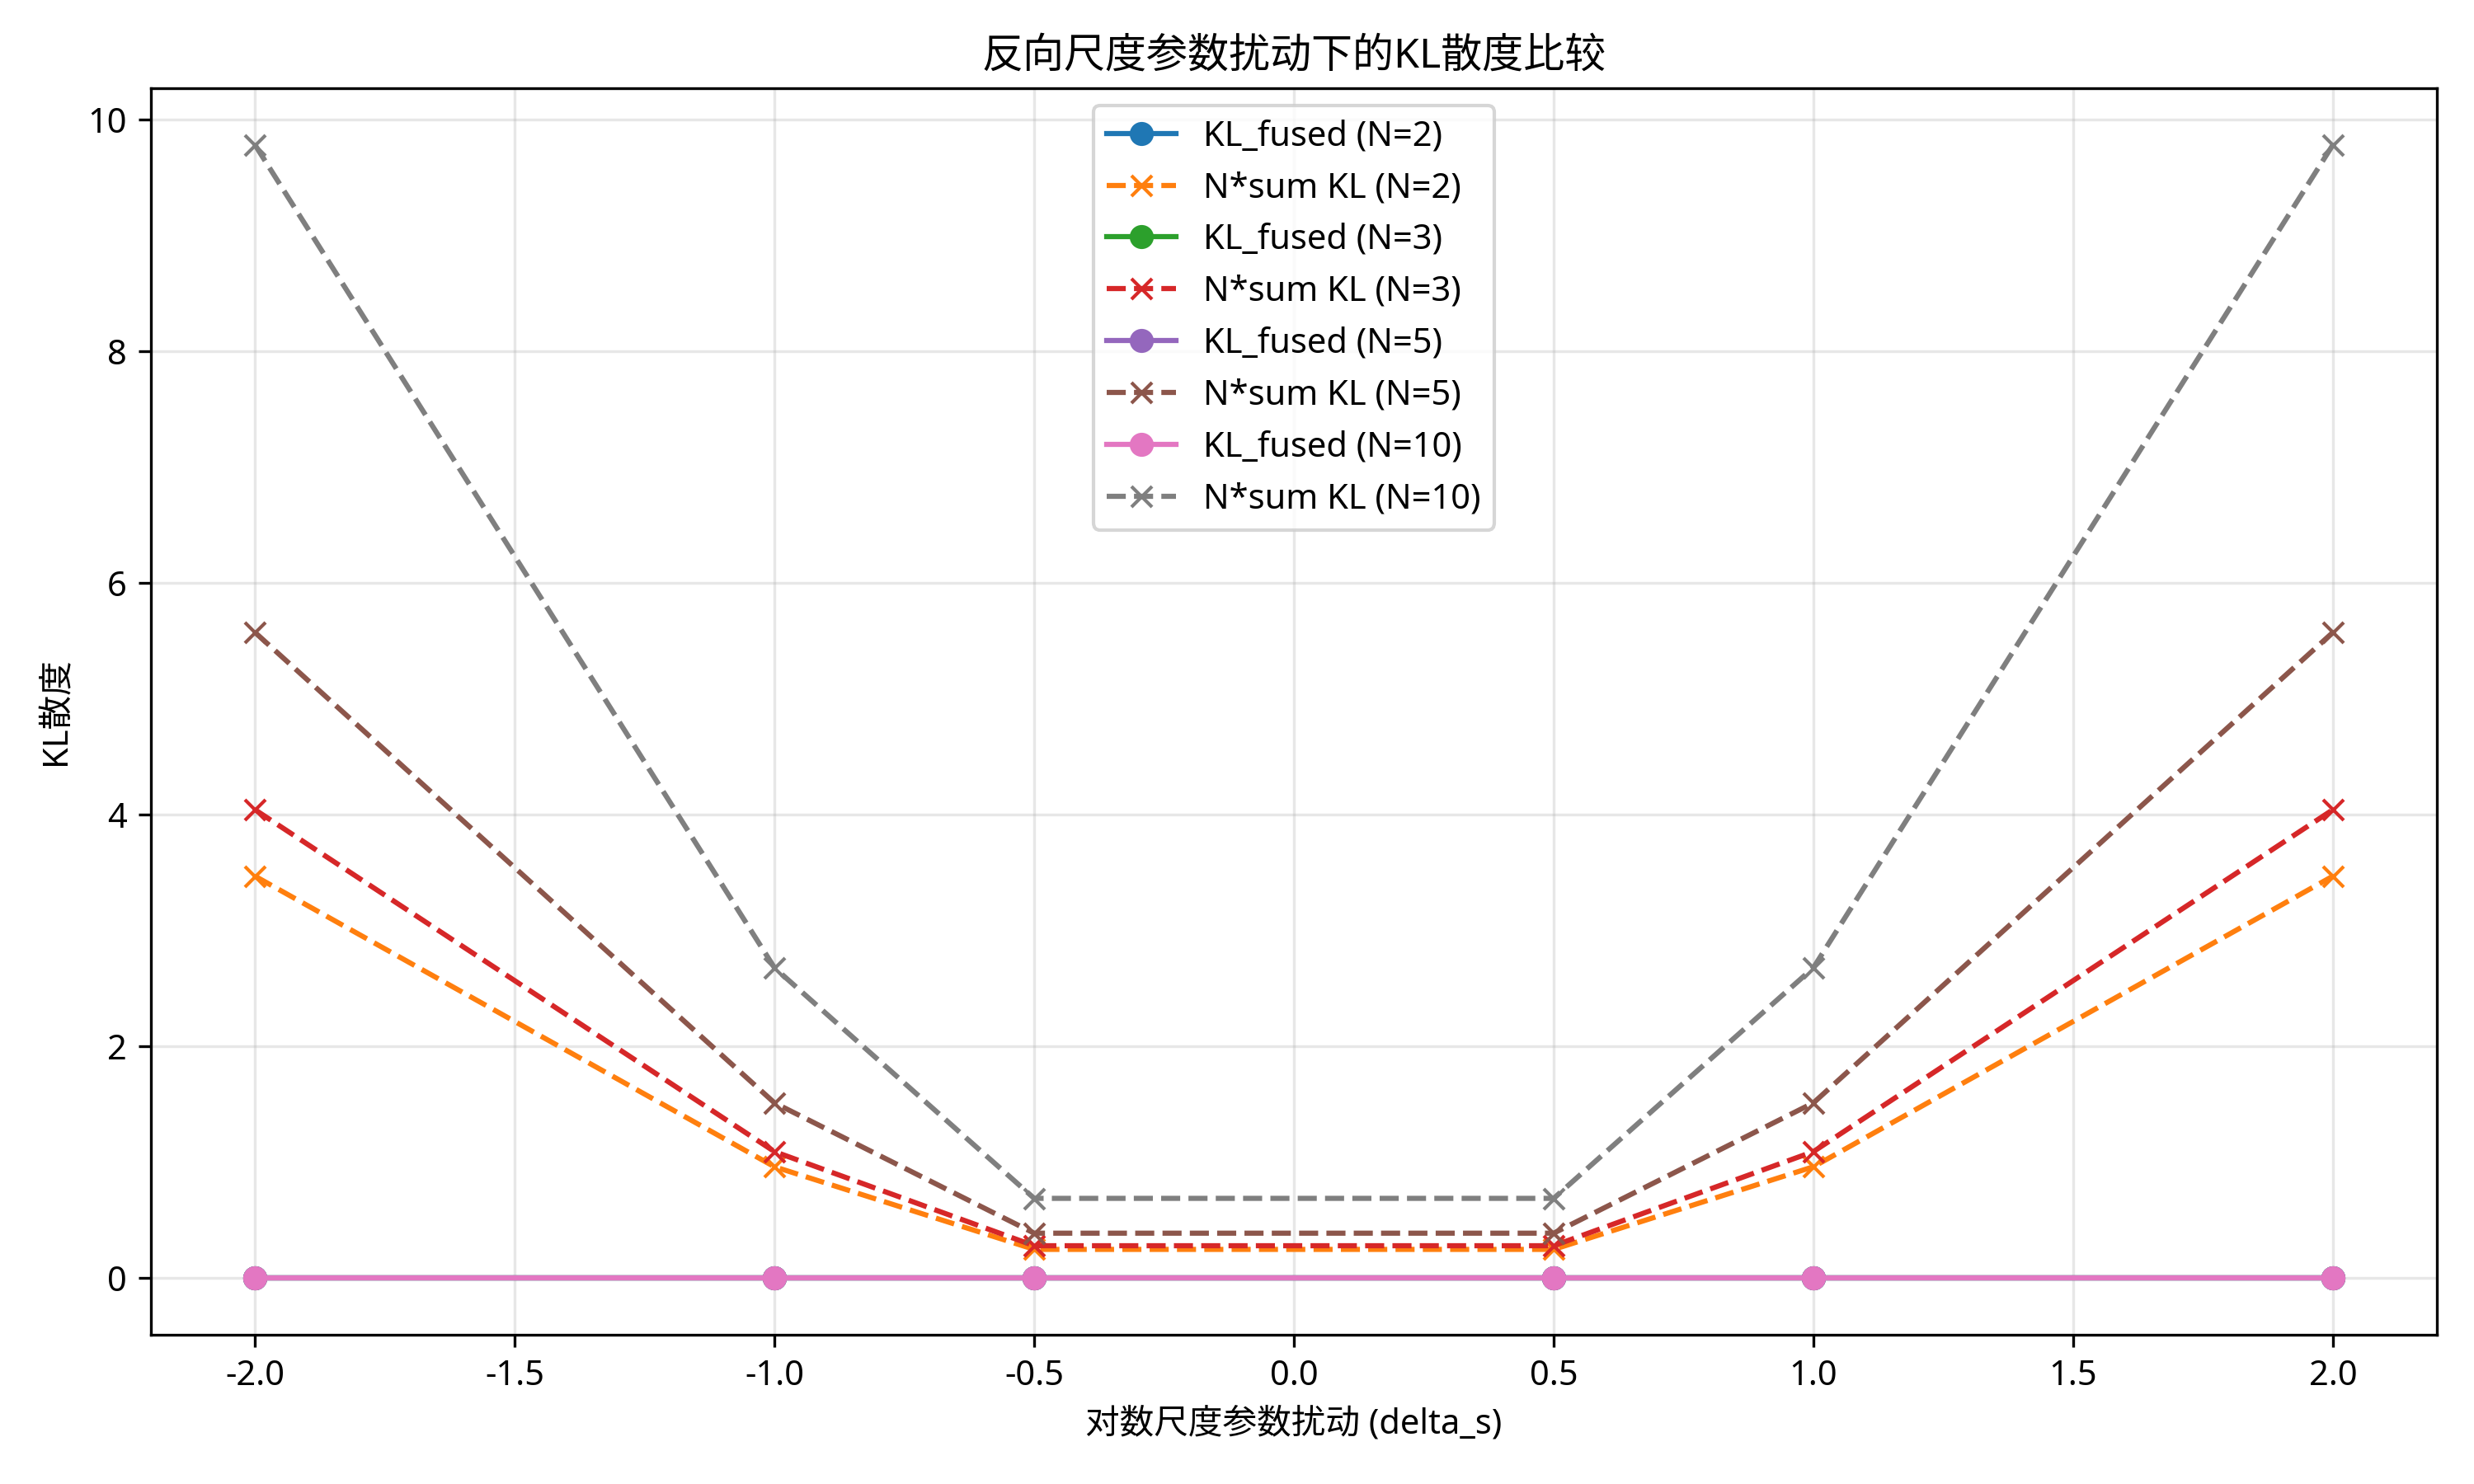 反向尺度参数扰动下的KL散度比较
10
8
6
4
2
0
KL散度
KL_fused (N=2)
N*sum KL (N=2)
KL_fused (N=3)
N*sum KL (N=3)
KL_fused (N=5)
N*sum KL (N=5)
KL_fused (N=10)
N*sum KL (N=10)
-2.0 -1.5 -1.0 -0.5 0.0 0.5 1.0 1.5 2.0
对数尺度参数扰动 (delta_s)